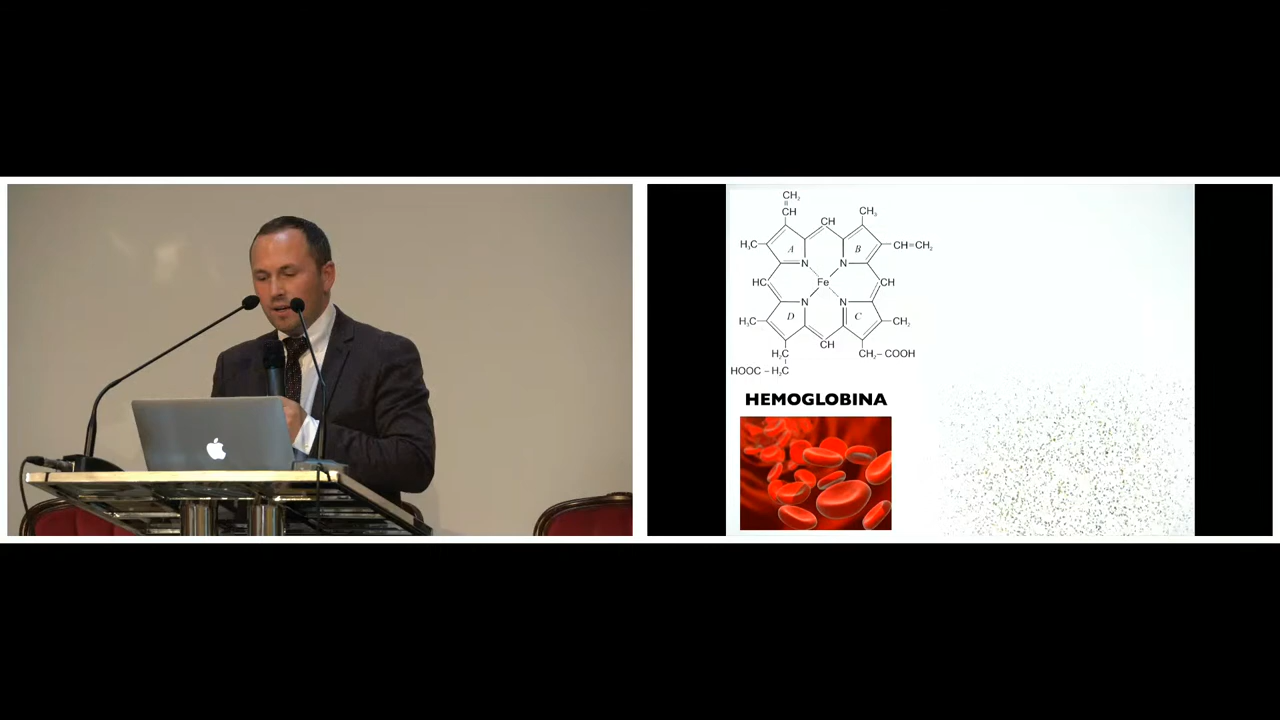 CH₂
CH
CH CH₃
H₃C A B CH=CH₂
N N
HC Fe CH
N N
H₃C D C CH₃
CH
H₂C CH₂– COOH
HOOC – H₂C
HEMOGLOBINA